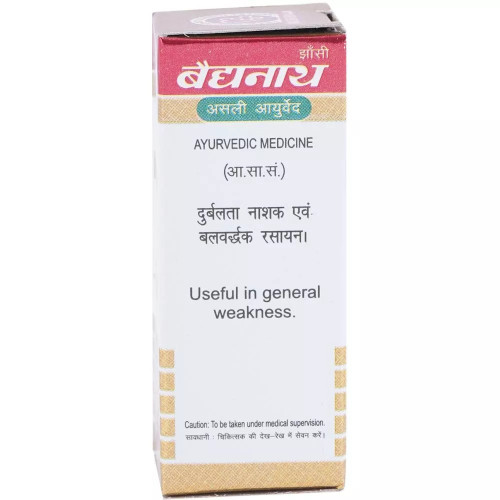 झाँसी
बैद्यनाथ
असली आयुर्वेद
AYURVEDIC MEDICINE
(आ.सा.सं.)
दुर्बलता नाशक एवं
बलवर्द्धक रसायन।
Useful in general
weakness.
Caution: To be taken under medical supervision.
सावधानी : चिकित्सक की देख-रेख में सेवन करें।